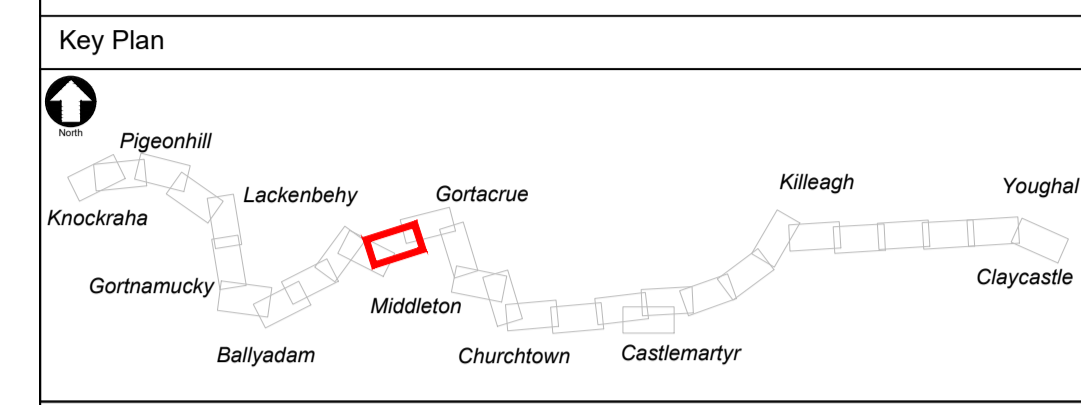 Key Plan
North
Pigeonhill
Knockraha
Lackenbehy
Gortacrue
Killeagh
Youghal
Gortnamucky
Middleton
Claycastle
Ballyadam
Churchtown
Castlemartyr